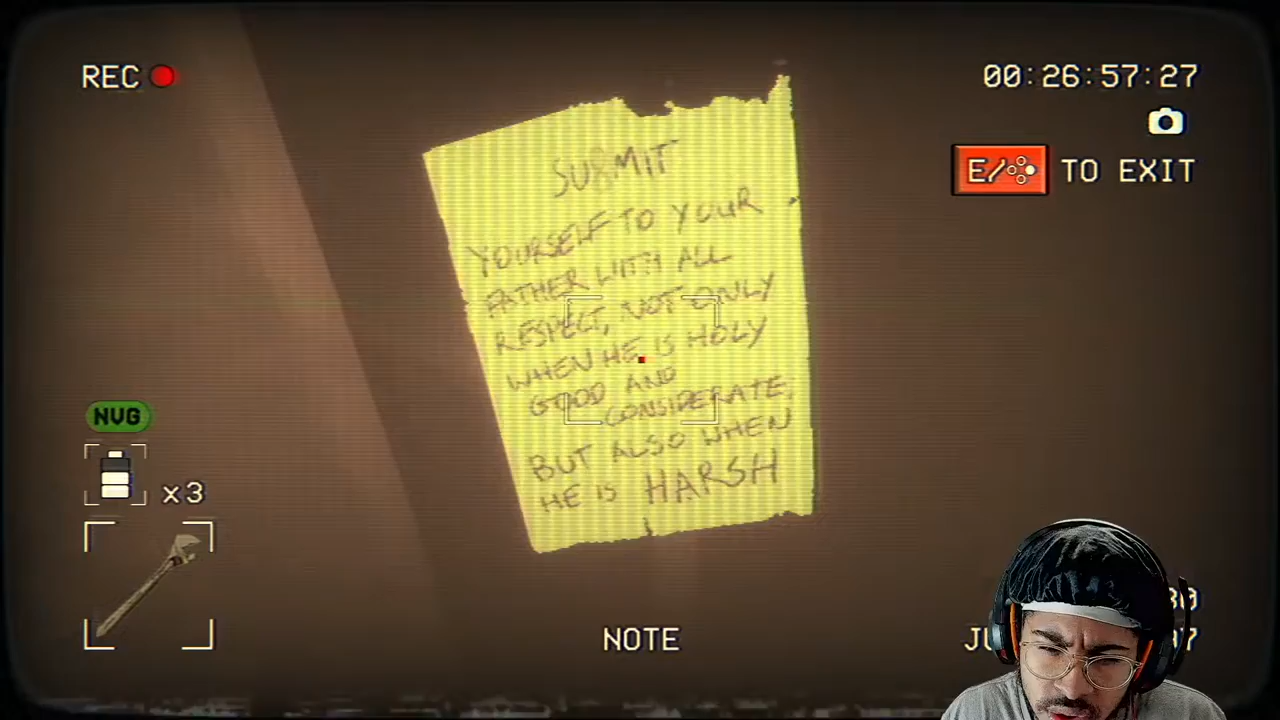 REC
00:26:57:27
E/ TO EXIT
SUBMIT
YOURSELF TO YOUR
FATHER WITH ALL
RESPECT, NOT ONLY
WHEN HE IS HOLY
GOOD AND
CONSIDERATE,
BUT ALSO WHEN
HE IS HARSH
NVG
x3
NOTE